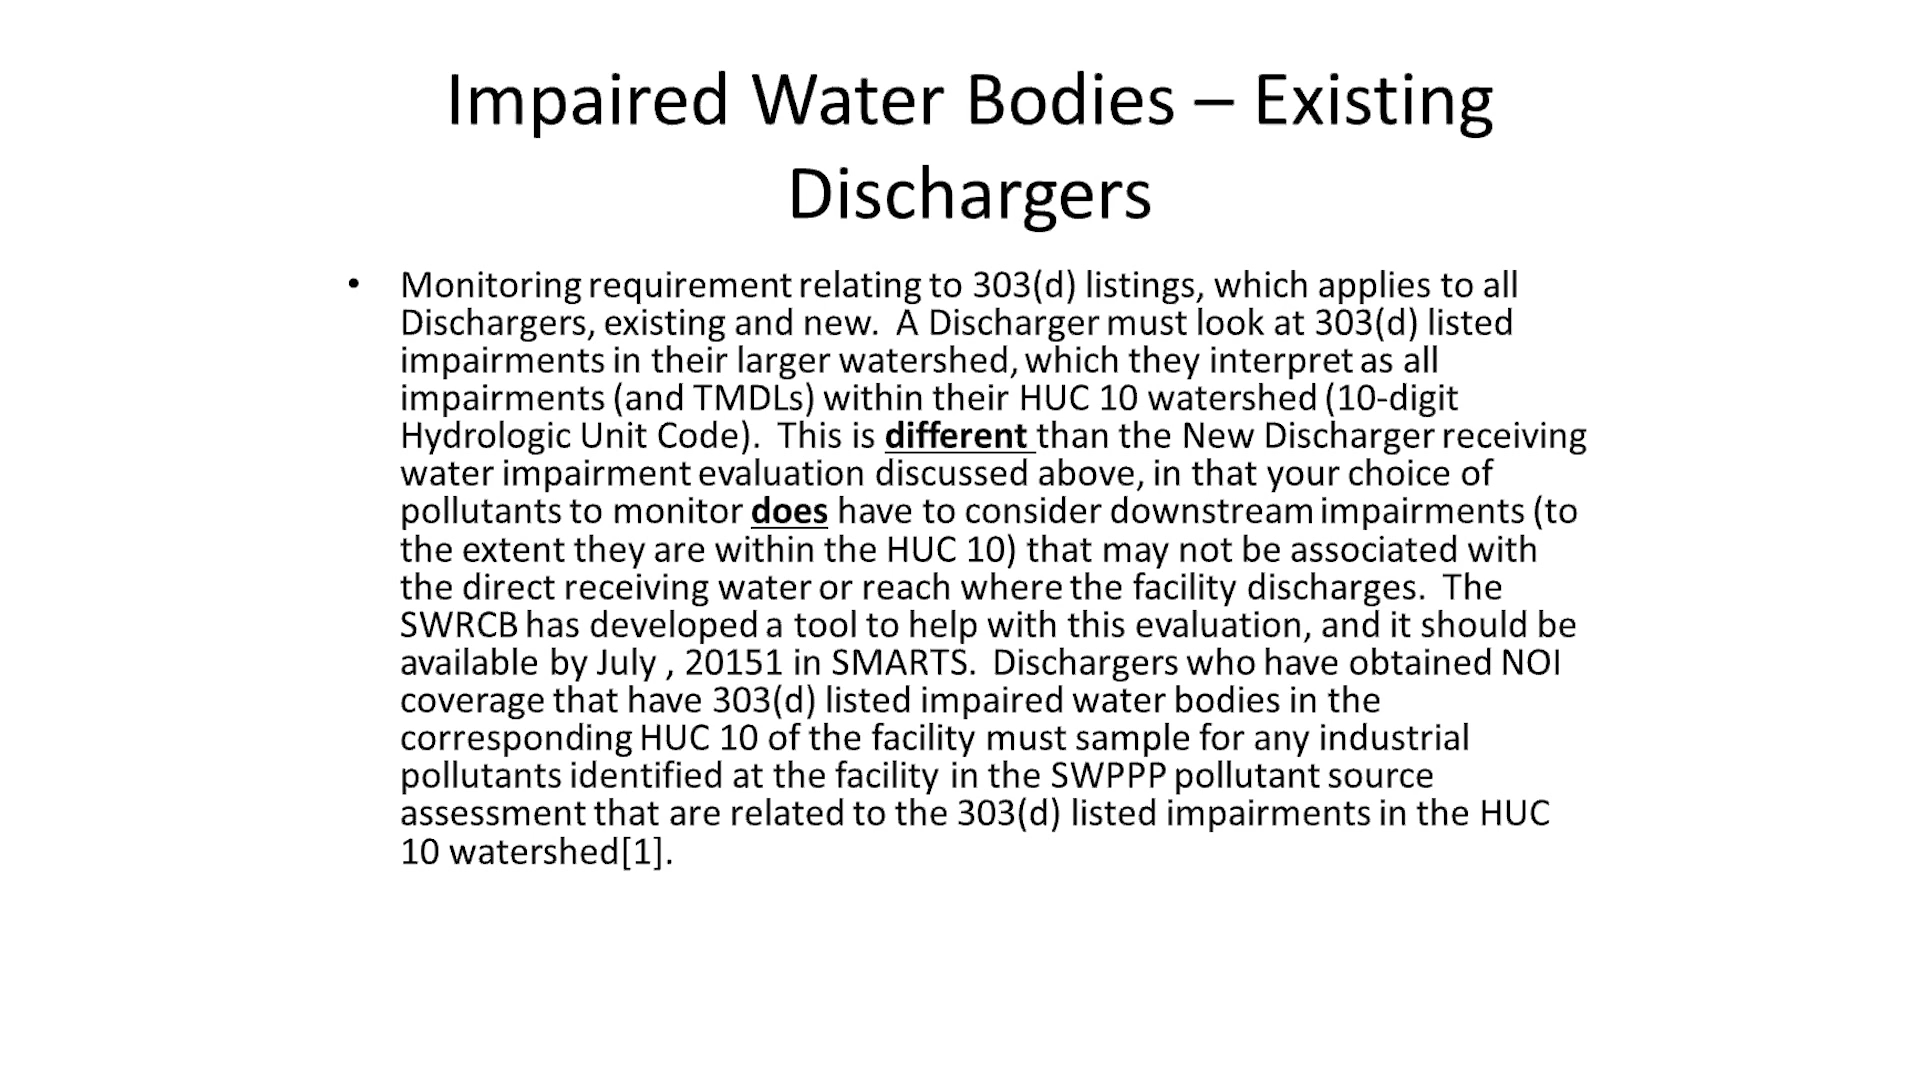 Impaired Water Bodies – Existing
Dischargers
• Monitoring requirement relating to 303(d) listings, which applies to all
Dischargers, existing and new.  A Discharger must look at 303(d) listed
impairments in their larger watershed, which they interpret as all
impairments (and TMDLs) within their HUC 10 watershed (10-digit
Hydrologic Unit Code).  This is different than the New Discharger receiving
water impairment evaluation discussed above, in that your choice of
pollutants to monitor does have to consider downstream impairments (to
the extent they are within the HUC 10) that may not be associated with
the direct receiving water or reach where the facility discharges.  The
SWRCB has developed a tool to help with this evaluation, and it should be
available by July , 20151 in SMARTS.  Dischargers who have obtained NOI
coverage that have 303(d) listed impaired water bodies in the
corresponding HUC 10 of the facility must sample for any industrial
pollutants identified at the facility in the SWPPP pollutant source
assessment that are related to the 303(d) listed impairments in the HUC
10 watershed[1].